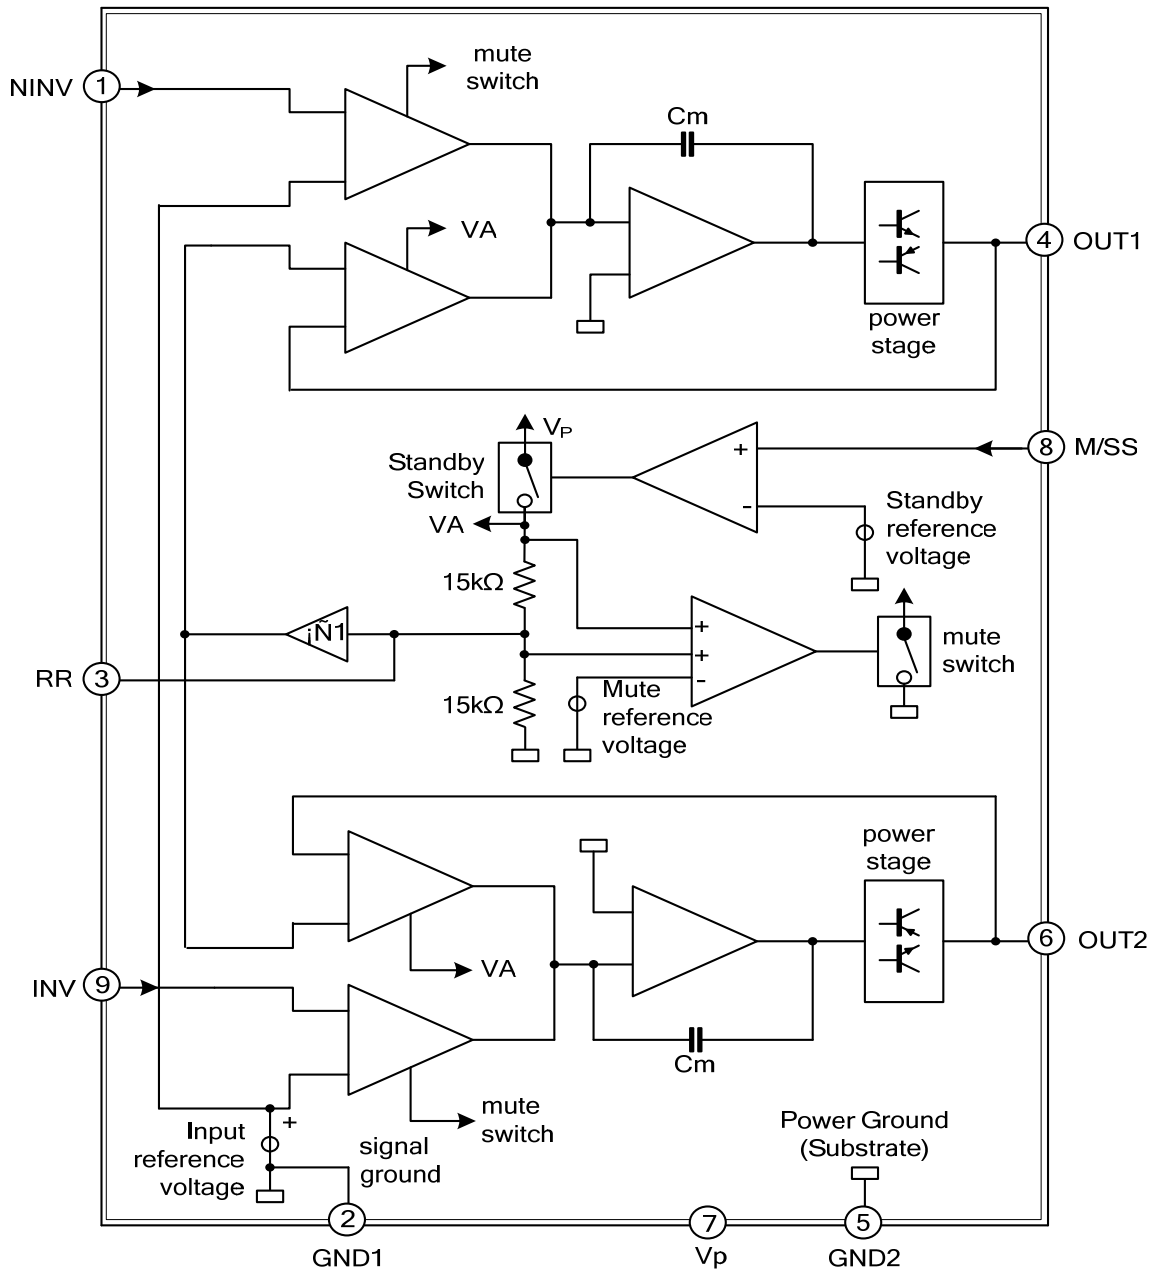 mute
switch
NINV
1
Cm
VA
4
OUT1
power
stage
VP
Standby
Switch
+
8
M/SS
-
VA
Standby
reference
voltage
15kΩ
¡Ñ1
+
+
-
mute
switch
RR
3
15kΩ
Mute
reference
voltage
power
stage
6
OUT2
VA
INV
9
Cm
mute
switch
+
Input
reference
voltage
signal
ground
Power Ground
(Substrate)
2
7
5
GND1
Vp
GND2